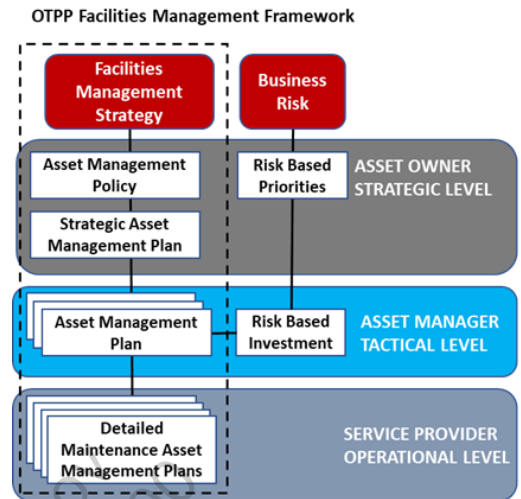 OTPP Facilities Management Framework
Facilities
Management
Strategy
Business
Risk
Asset Management
Policy
Risk Based
Priorities
ASSET OWNER
STRATEGIC LEVEL
Strategic Asset
Management Plan
Asset Management
Plan
Risk Based
Investment
ASSET MANAGER
TACTICAL LEVEL
Detailed
Maintenance Asset
Management Plans
SERVICE PROVIDER
OPERATIONAL LEVEL